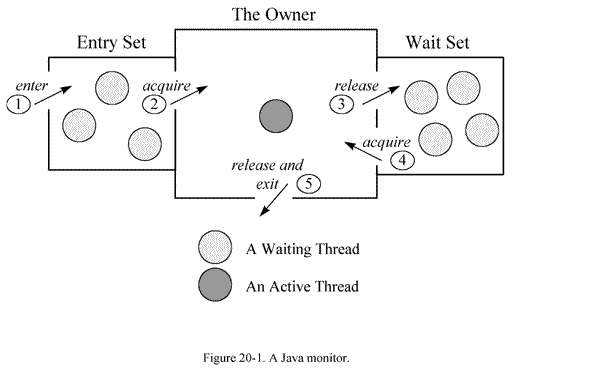 The Owner
Entry Set
Wait Set
enter
1
acquire
2
release
3
acquire
4
release and
exit
5
A Waiting Thread
An Active Thread
Figure 20-1. A Java monitor.